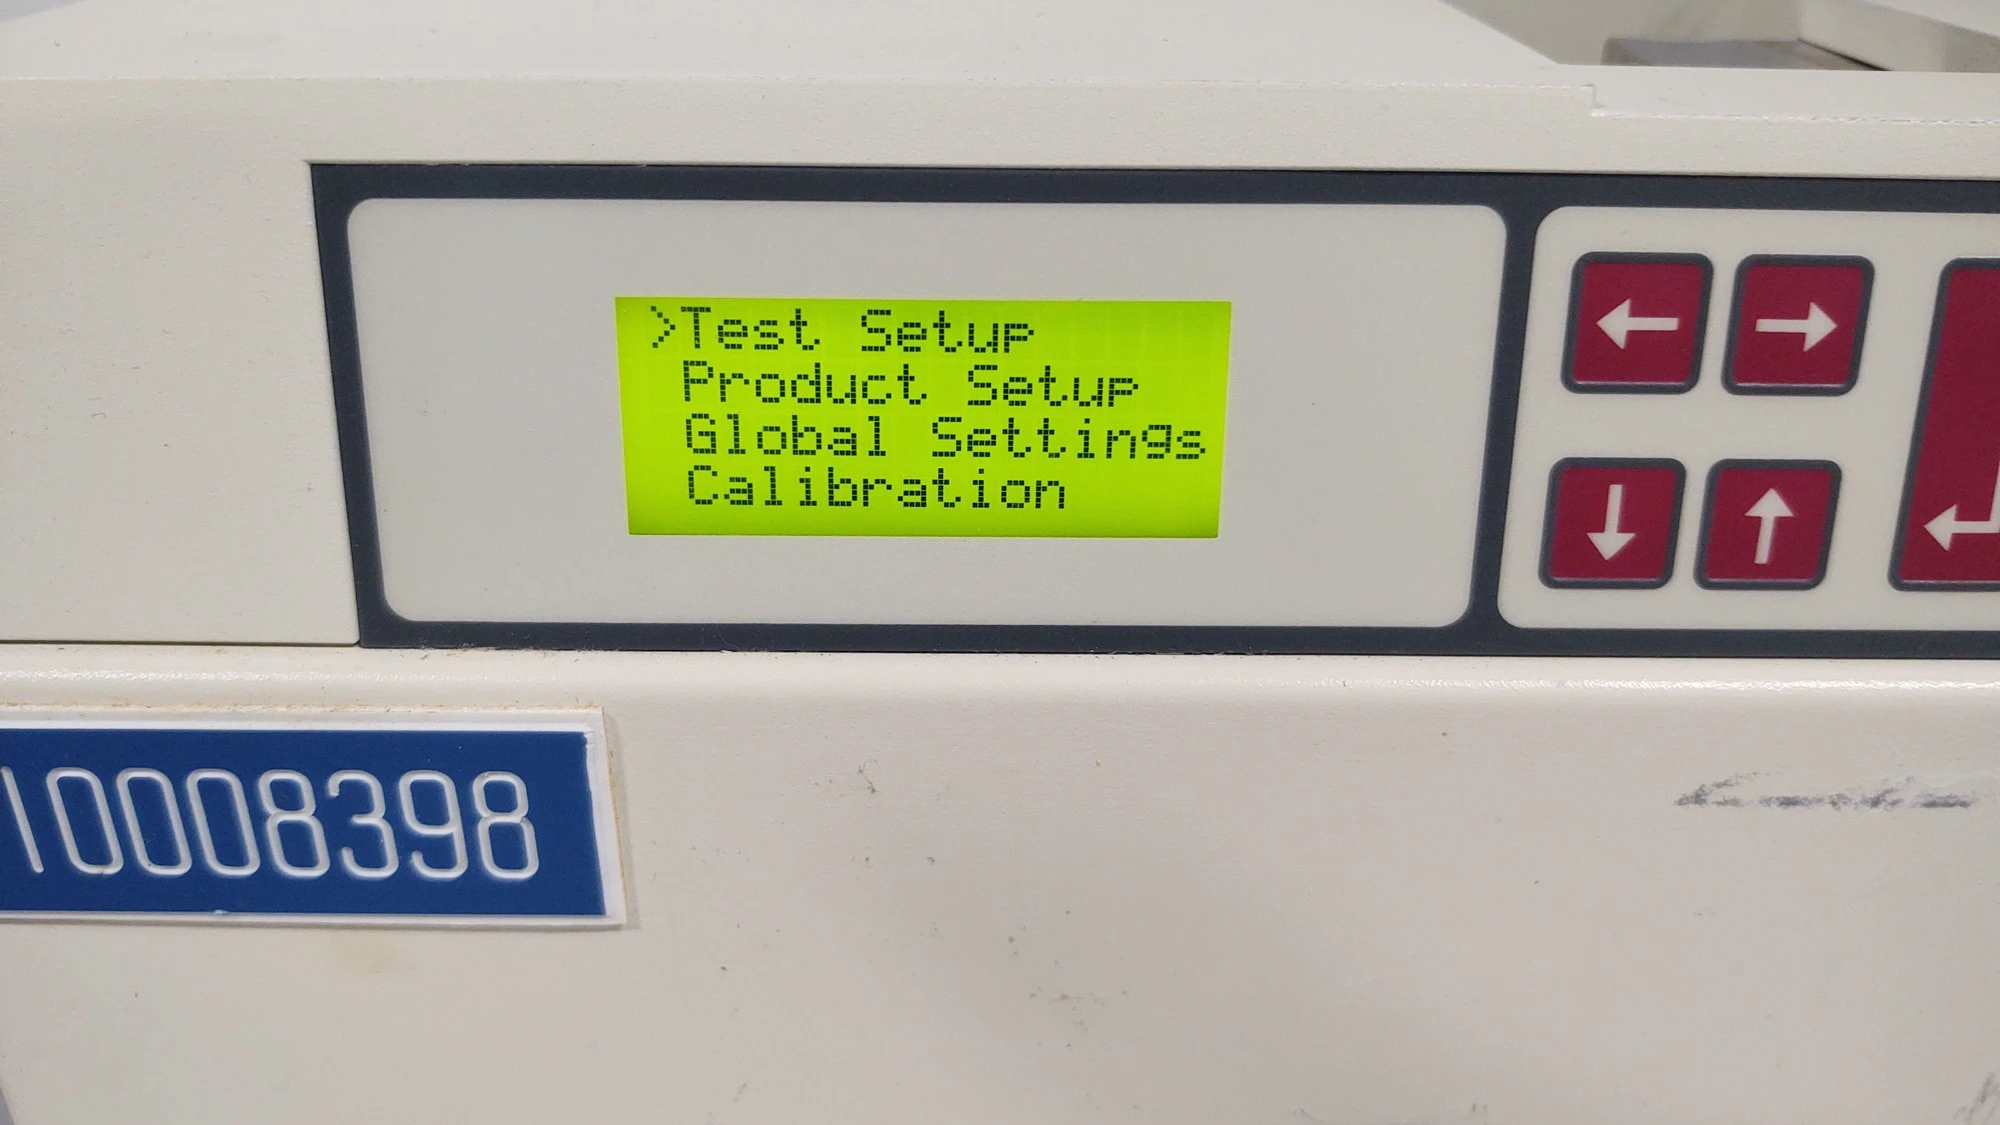 >Test Setup
Product Setup
Global Settings
Calibration
10008398